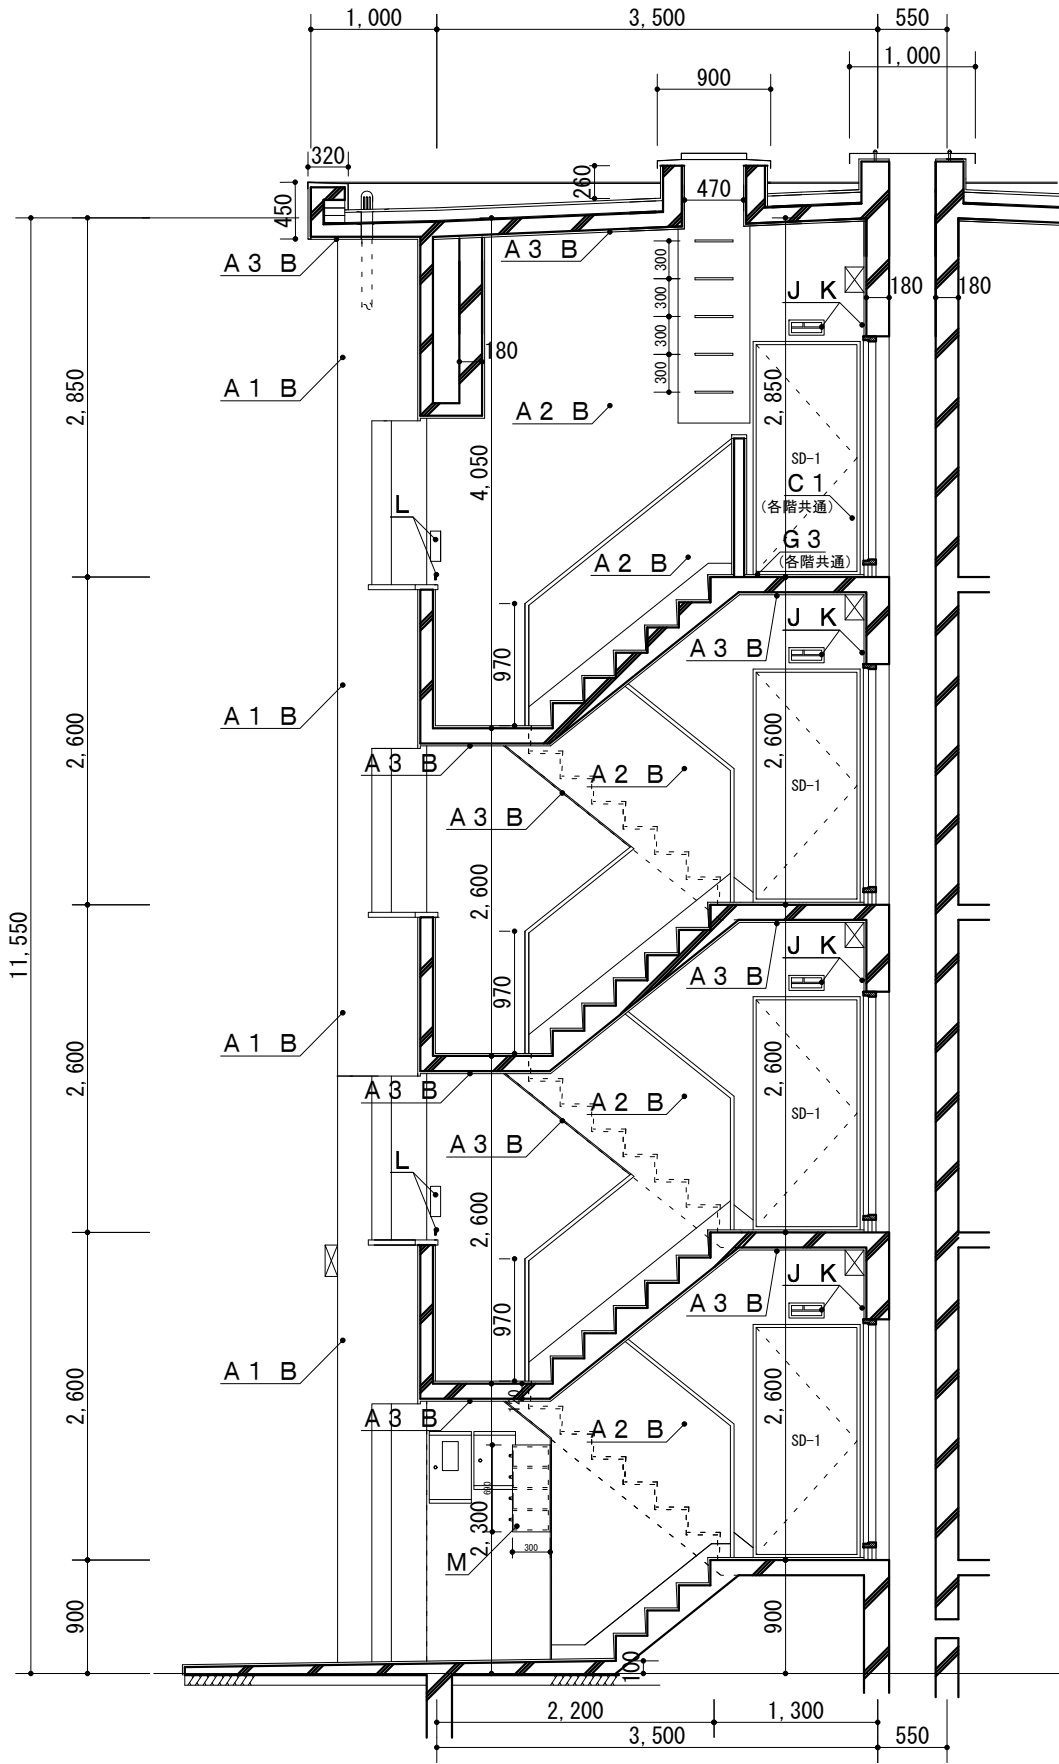 1,000
3,500
550
1,000
900
320
260
470
450
A3 B
A3 B
300
J K
180
180
300
300
180
300
A1 B
2,850
2,850
A2 B
4,050
SD-1
C1
(各階共通)
L
G3
(各階共通)
A2 B
J K
A3 B
970
A1 B
2,600
2,600
A3 B
A2 B
SD-1
A3 B
2,600
11,550
J K
A3 B
970
A1 B
2,600
2,600
A3 B
A2 B
SD-1
A3 B
L
2,600
J K
A3 B
970
A1 B
2,600
2,600
A3 B
A2 B
SD-1
2,300
300
M
900
900
100
2,200
1,300
3,500
550